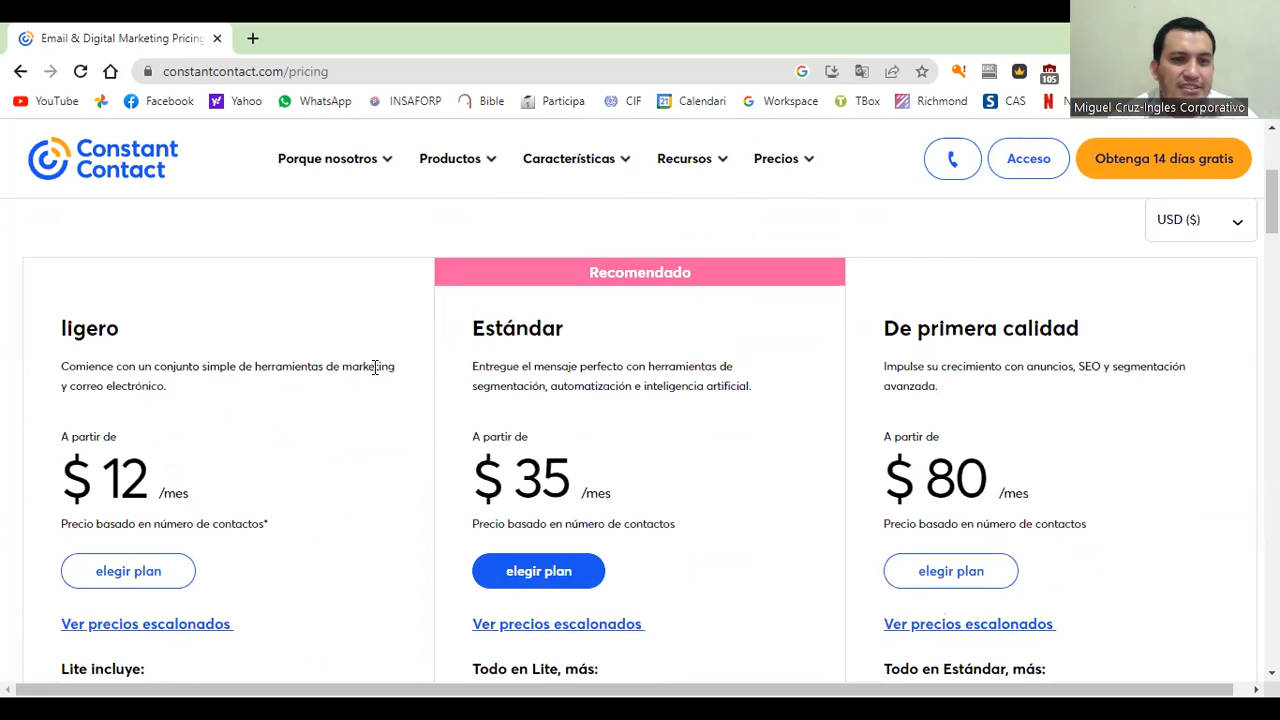 Email & Digital Marketing Pricing
constantcontact.com/pricing
105
YouTube
Facebook
Yahoo
WhatsApp
INSAFORP
Bible
Participa
CIF
Calendari
Workspace
TBox
Richmond
CAS
Miguel Cruz-Ingles Corporativo
Constant
Contact
Porque nosotros
Productos
Características
Recursos
Precios
Acceso
Obtenga 14 días gratis
USD ($)
Recomendado
ligero
Comience con un conjunto simple de herramientas de marketing
y correo electrónico.
A partir de
$ 12 /mes
Precio basado en número de contactos*
elegir plan
Ver precios escalonados
Lite incluye:
Estándar
Entregue el mensaje perfecto con herramientas de
segmentación, automatización e inteligencia artificial.
A partir de
$ 35 /mes
Precio basado en número de contactos
elegir plan
Ver precios escalonados
Todo en Lite, más:
De primera calidad
Impulse su crecimiento con anuncios, SEO y segmentación
avanzada.
A partir de
$ 80 /mes
Precio basado en número de contactos
elegir plan
Ver precios escalonados
Todo en Estándar, más: